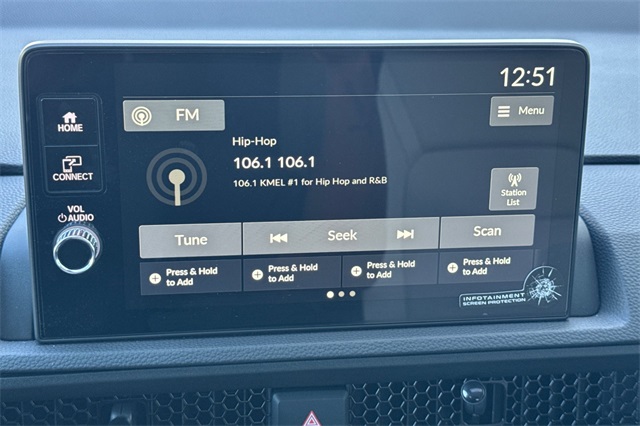 12:51
HOME
FM
Menu
Hip-Hop
106.1 106.1
106.1 KMEL #1 for Hip Hop and R&B
CONNECT
Station
List
VOL
AUDIO
Tune
Seek
Scan
Press & Hold
to Add
Press & Hold
to Add
Press & Hold
to Add
Press & Hold
to Add
INFOTAINMENT
SCREEN PROTECTION